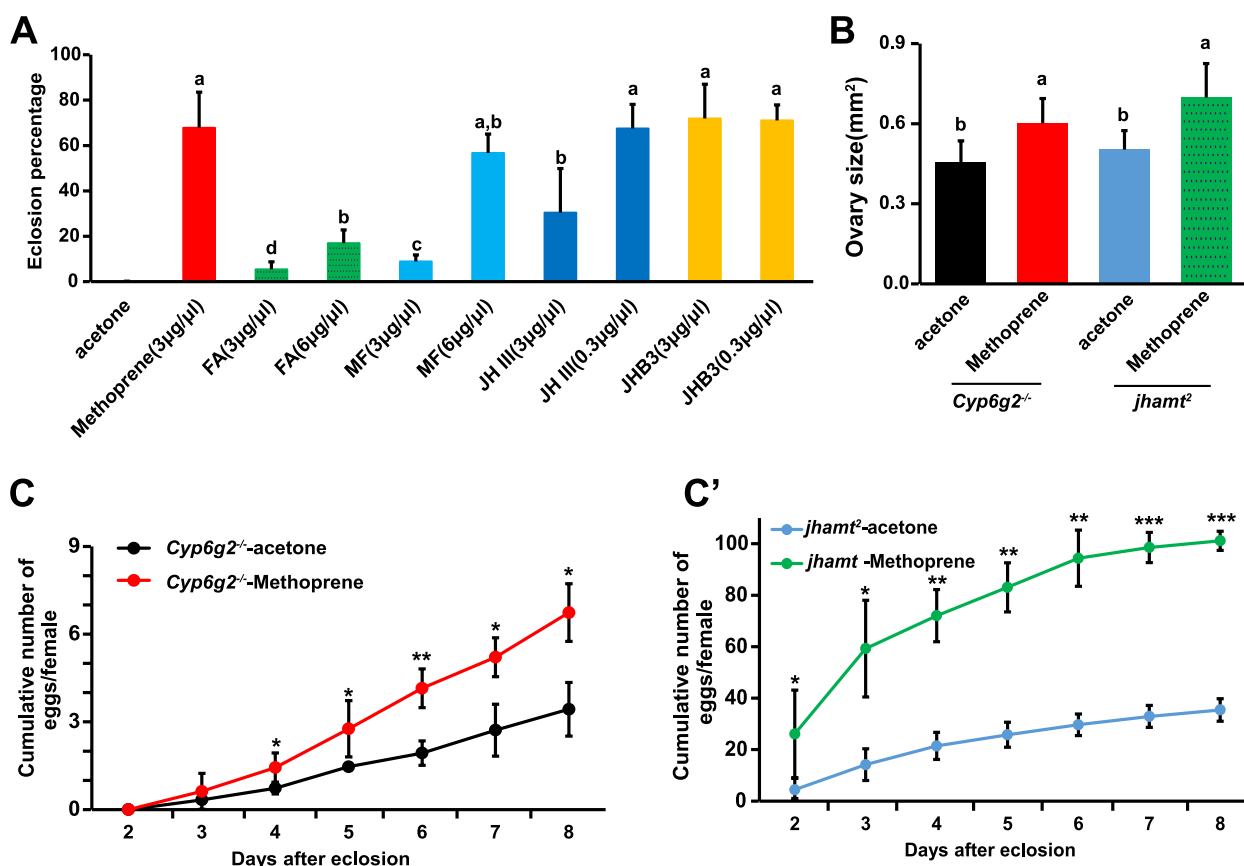 A
Eclosion percentage
100
80
60
40
20
0
a
d
b
c
a,b
b
a
a
a
acetone
Methoprene(3µg/µl)
FA(3µg/µl)
FA(6µg/µl)
MF(3µg/µl)
MF(6µg/µl)
JH III(3µg/µl)
JH III(0.3µg/µl)
JHB3(3µg/µl)
JHB3(0.3µg/µl)
B
Ovary size(mm²)
0.9
0.6
0.3
0.0
b
a
b
a
acetone
Methoprene
acetone
Methoprene
Cyp6g2-/-
jhamt²
C
Cyp6g2-/--acetone
Cyp6g2-/--Methoprene
Cumulative number of
eggs/female
9
6
3
0
*
*
**
*
*
2 3 4 5 6 7 8
Days after eclosion
C'
jhamt²-acetone
jhamt -Methoprene
Cumulative number of
eggs/female
100
80
60
40
20
0
*
*
**
**
**
***
***
2 3 4 5 6 7 8
Days after eclosion